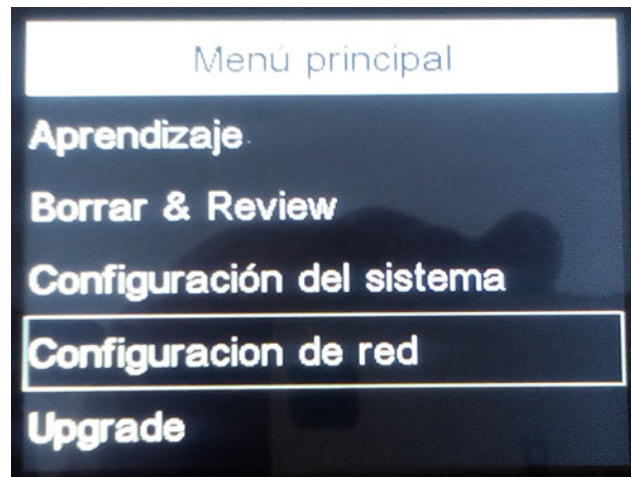 Menú principal
Aprendizaje
Borrar & Review
Configuración del sistema
Configuracion de red
Upgrade